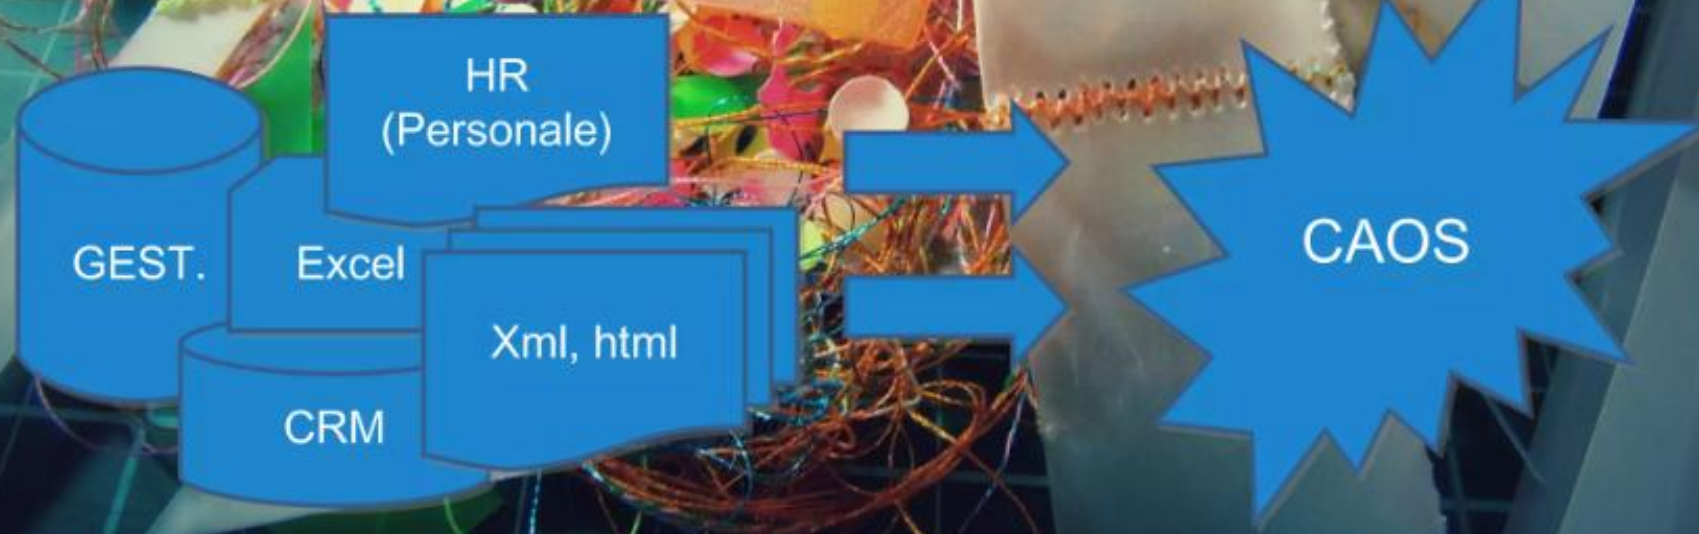 HR
(Personale)
GEST.
Excel
Xml, html
CRM
CAOS